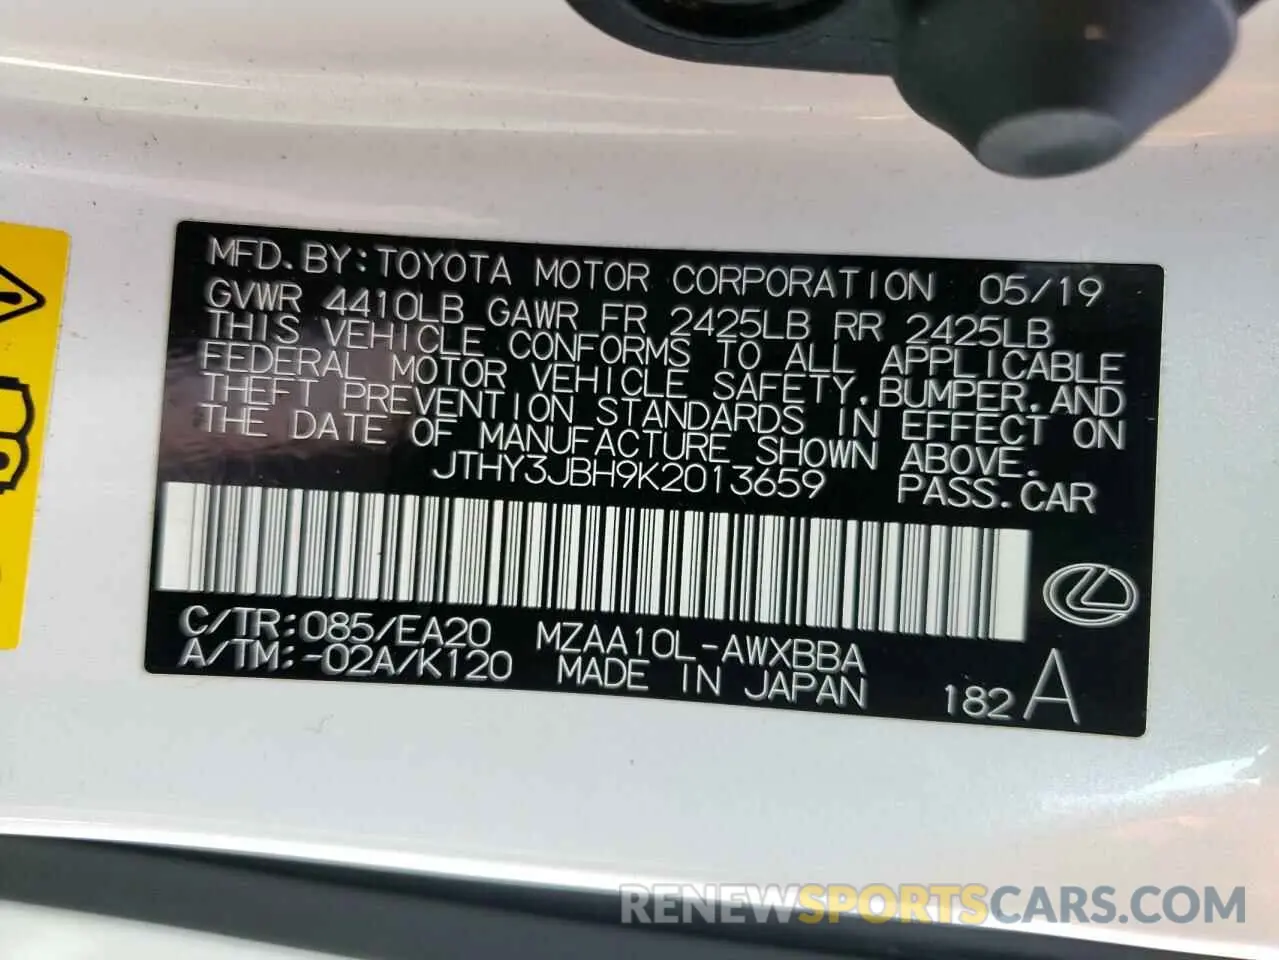 MFD.BY:TOYOTA MOTOR CORPORATION 05/19
GVWR 4410LB GAWR FR 2425LB RR 2425LB
THIS VEHICLE CONFORMS TO ALL APPLICABLE
FEDERAL MOTOR VEHICLE SAFETY,BUMPER,AND
THEFT PREVENTION STANDARDS IN EFFECT ON
THE DATE OF MANUFACTURE SHOWN ABOVE.
JTHY3JBH9K2013659 PASS.CAR
C/TR:085/EA20 MZAA10L-AWXBBA
A/TM:-02A/K120 MADE IN JAPAN 182 A
RENEWSPORTSCARS.COM